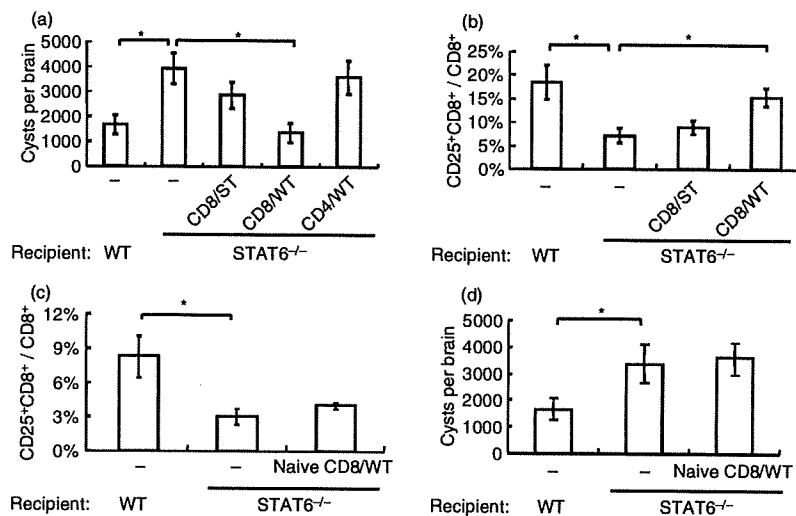 (a)
Cysts per brain
5000
4000
3000
2000
1000
0
*
*
–
–
CD8/ST
CD8/WT
CD4/WT
Recipient: WT
STAT6–/–
(b)
CD25+CD8+ / CD8+
25%
20%
15%
10%
5%
0%
*
*
–
–
CD8/ST
CD8/WT
Recipient: WT
STAT6–/–
(c)
CD25+CD8+ / CD8+
12%
9%
6%
3%
0%
*
–
–
Naive CD8/WT
Recipient: WT
STAT6–/–
(d)
Cysts per brain
5000
4000
3000
2000
1000
0
*
–
–
Naive CD8/WT
Recipient: WT
STAT6–/–